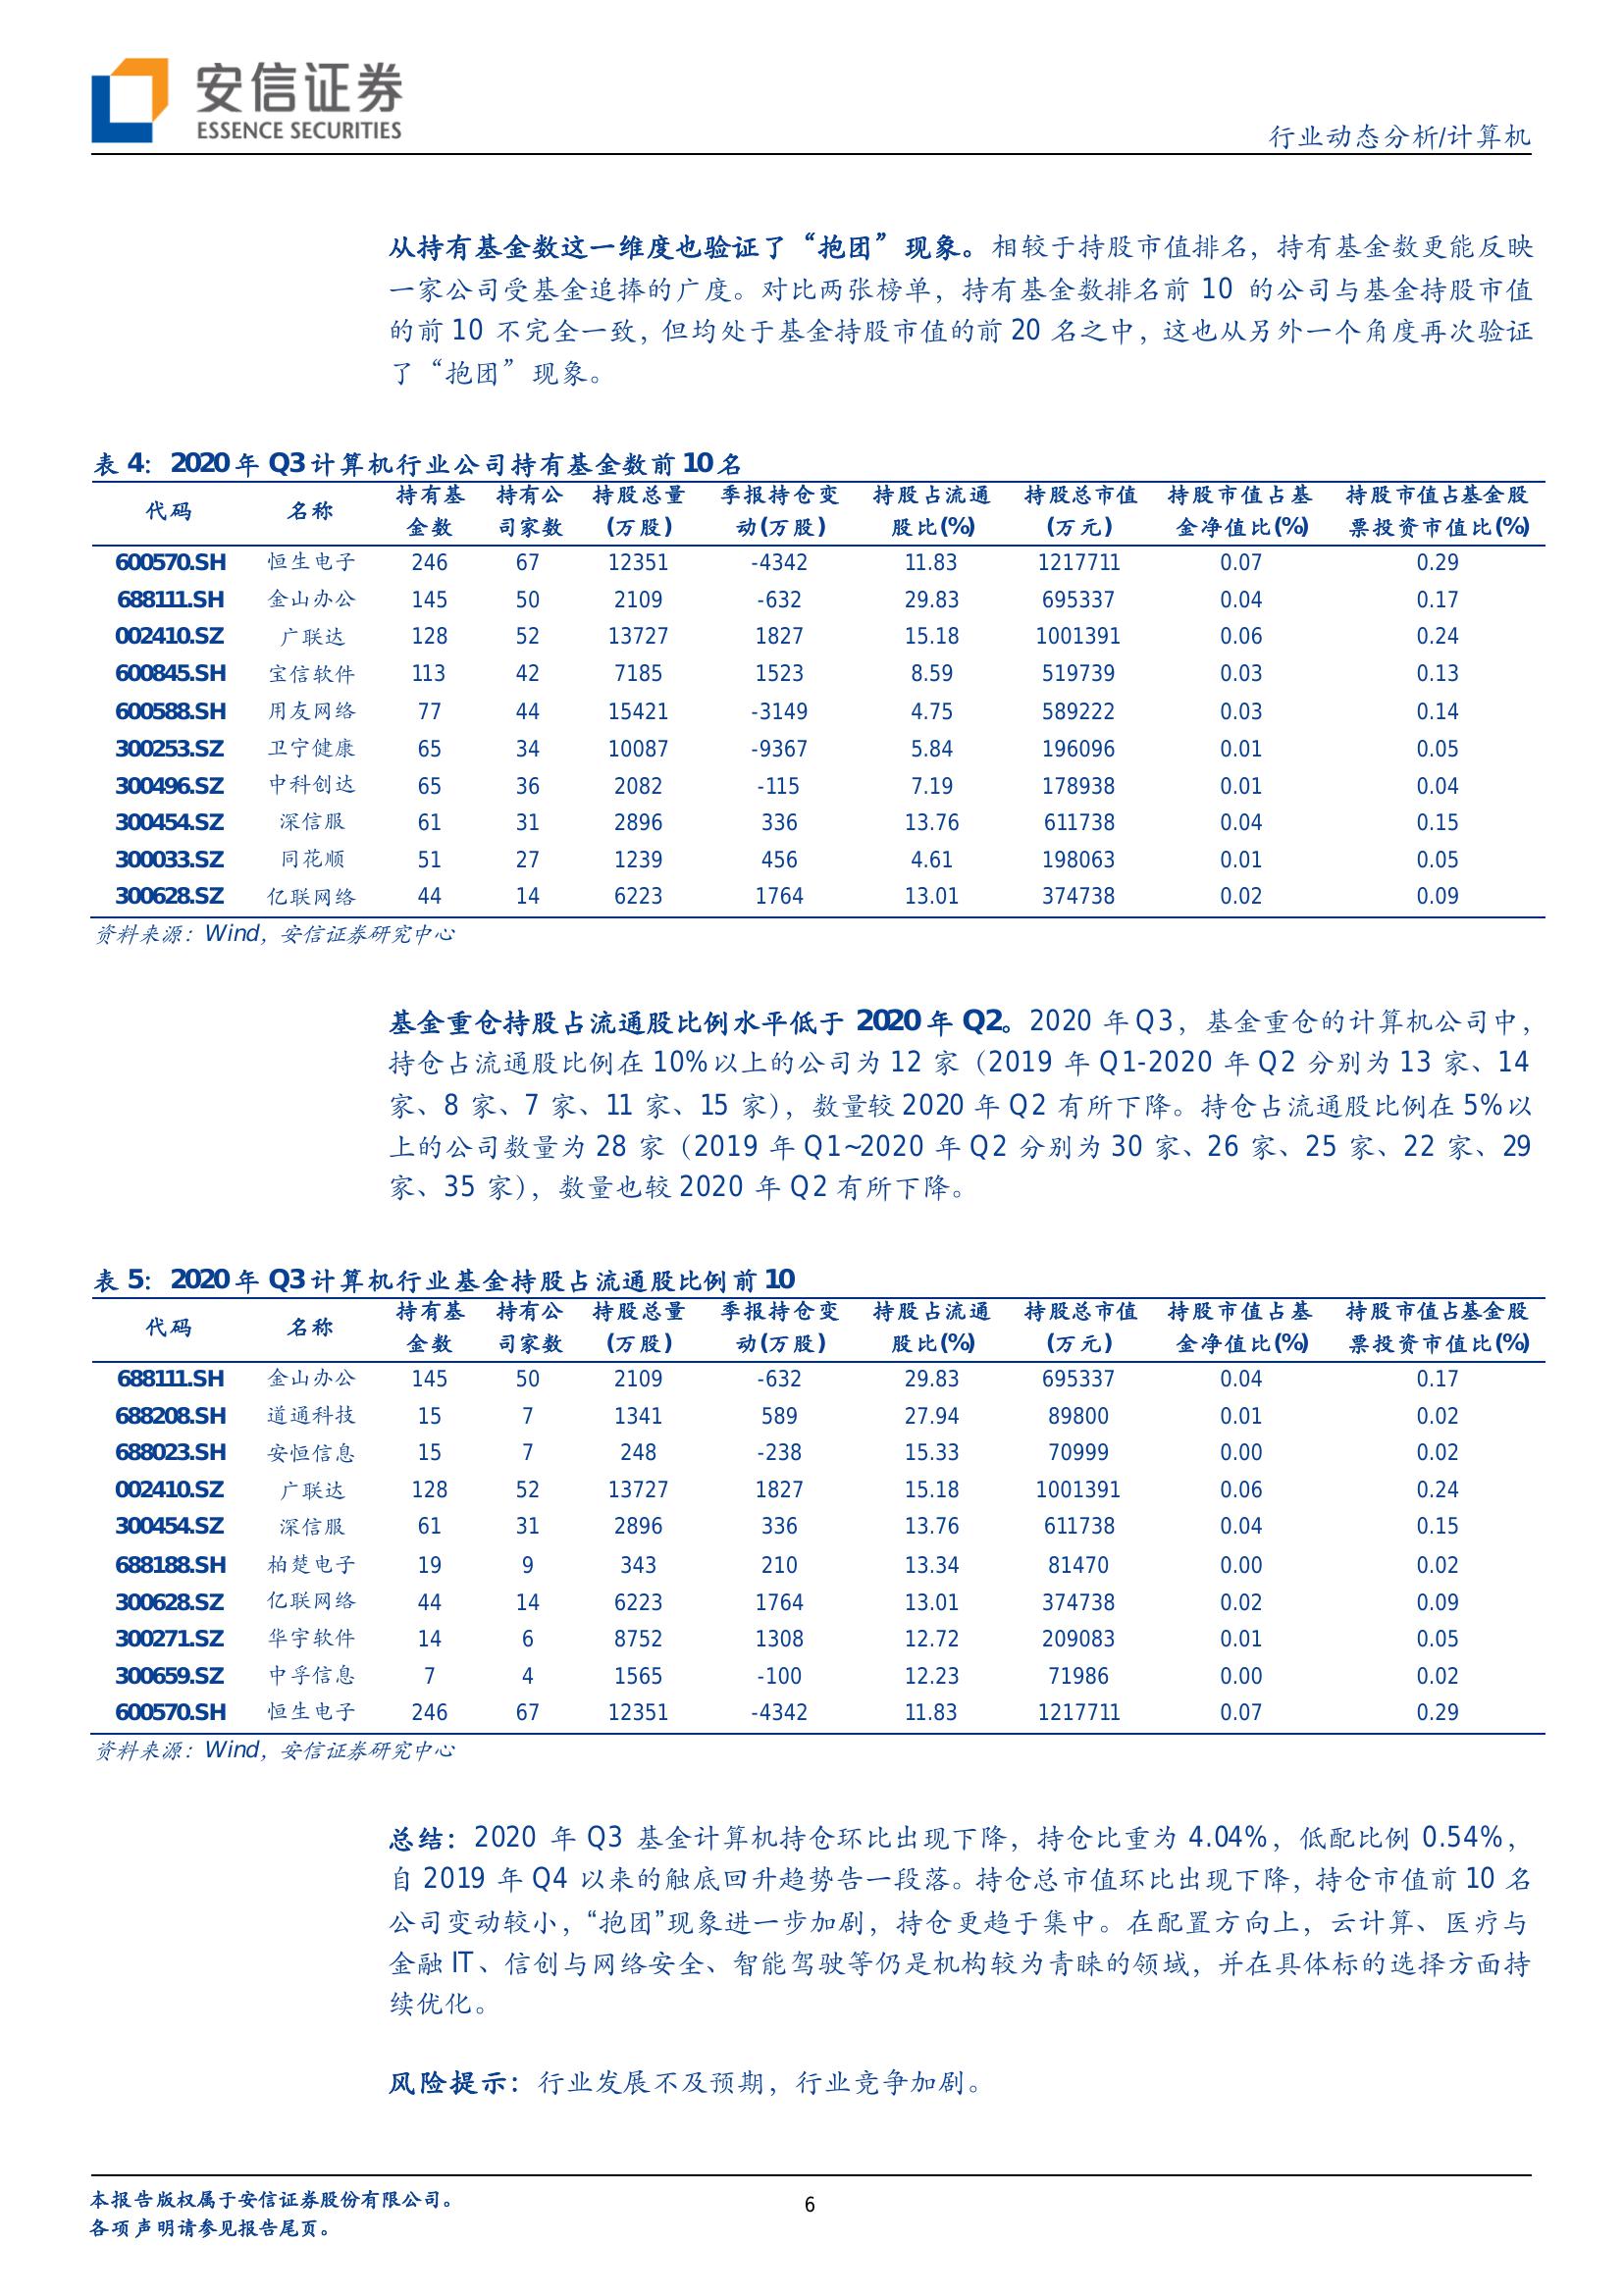 安信证券
ESSENCE SECURITIES
行业动态分析/计算机
从持有基金数这一维度也验证了“抱团”现象。相较于持股市值排名，持有基金数更能反映
一家公司受基金追捧的广度。对比两张榜单，持有基金数排名前 10 的公司与基金持股市值
的前 10 不完全一致，但均处于基金持股市值的前 20 名之中，这也从另外一个角度再次验证
了“抱团”现象。
表 4：2020 年 Q3 计算机行业公司持有基金数前 10 名
代码 名称 持有基金数 持有公司家数 持股总量(万股) 季报持仓变动(万股) 持股占流通股比(%) 持股总市值(万元) 持股市值占基金净值比(%) 持股市值占基金股票投资市值比(%)
600570.SH 恒生电子 246 67 12351 -4342 11.83 1217711 0.07 0.29
688111.SH 金山办公 145 50 2109 -632 29.83 695337 0.04 0.17
002410.SZ 广联达 128 52 13727 1827 15.18 1001391 0.06 0.24
600845.SH 宝信软件 113 42 7185 1523 8.59 519739 0.03 0.13
600588.SH 用友网络 77 44 15421 -3149 4.75 589222 0.03 0.14
300253.SZ 卫宁健康 65 34 10087 -9367 5.84 196096 0.01 0.05
300496.SZ 中科创达 65 36 2082 -115 7.19 178938 0.01 0.04
300454.SZ 深信服 61 31 2896 336 13.76 611738 0.04 0.15
300033.SZ 同花顺 51 27 1239 456 4.61 198063 0.01 0.05
300628.SZ 亿联网络 44 14 6223 1764 13.01 374738 0.02 0.09
资料来源：Wind，安信证券研究中心
基金重仓持股占流通股比例水平低于 2020 年 Q2。2020 年 Q3，基金重仓的计算机公司中，
持仓占流通股比例在 10%以上的公司为 12 家（2019 年 Q1-2020 年 Q2 分别为 13 家、14
家、8 家、7 家、11 家、15 家），数量较 2020 年 Q2 有所下降。持仓占流通股比例在 5%以
上的公司数量为 28 家（2019 年 Q1~2020 年 Q2 分别为 30 家、26 家、25 家、22 家、29
家、35 家），数量也较 2020 年 Q2 有所下降。
表 5：2020 年 Q3 计算机行业基金持股占流通股比例前 10
代码 名称 持有基金数 持有公司家数 持股总量(万股) 季报持仓变动(万股) 持股占流通股比(%) 持股总市值(万元) 持股市值占基金净值比(%) 持股市值占基金股票投资市值比(%)
688111.SH 金山办公 145 50 2109 -632 29.83 695337 0.04 0.17
688208.SH 道通科技 15 7 1341 589 27.94 89800 0.01 0.02
688023.SH 安恒信息 15 7 248 -238 15.33 70999 0.00 0.02
002410.SZ 广联达 128 52 13727 1827 15.18 1001391 0.06 0.24
300454.SZ 深信服 61 31 2896 336 13.76 611738 0.04 0.15
688188.SH 柏楚电子 19 9 343 210 13.34 81470 0.00 0.02
300628.SZ 亿联网络 44 14 6223 1764 13.01 374738 0.02 0.09
300271.SZ 华宇软件 14 6 8752 1308 12.72 209083 0.01 0.05
300659.SZ 中孚信息 7 4 1565 -100 12.23 71986 0.00 0.02
600570.SH 恒生电子 246 67 12351 -4342 11.83 1217711 0.07 0.29
资料来源：Wind，安信证券研究中心
总结：2020 年 Q3 基金计算机持仓环比出现下降，持仓比重为 4.04%，低配比例 0.54%，
自 2019 年 Q4 以来的触底回升趋势告一段落。持仓总市值环比出现下降，持仓市值前 10 名
公司变动较小，“抱团”现象进一步加剧，持仓更趋于集中。在配置方向上，云计算、医疗与
金融 IT、信创与网络安全、智能驾驶等仍是机构较为青睐的领域，并在具体标的选择方面持
续优化。
风险提示：行业发展不及预期，行业竞争加剧。
本报告版权属于安信证券股份有限公司。
各项声明请参见报告尾页。
6